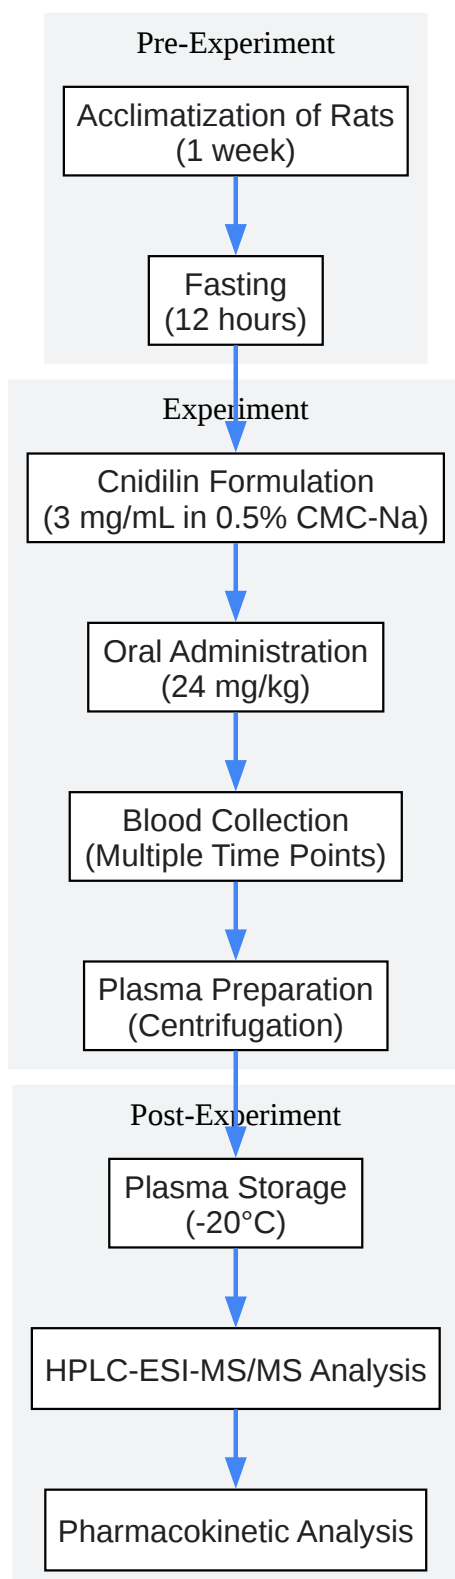 Pre-Experiment
Acclimatization of Rats
(1 week)
Fasting
(12 hours)
Experiment
Cnidilin Formulation
(3 mg/mL in 0.5% CMC-Na)
Oral Administration
(24 mg/kg)
Blood Collection
(Multiple Time Points)
Plasma Preparation
(Centrifugation)
Post-Experiment
Plasma Storage
(-20°C)
HPLC-ESI-MS/MS Analysis
Pharmacokinetic Analysis